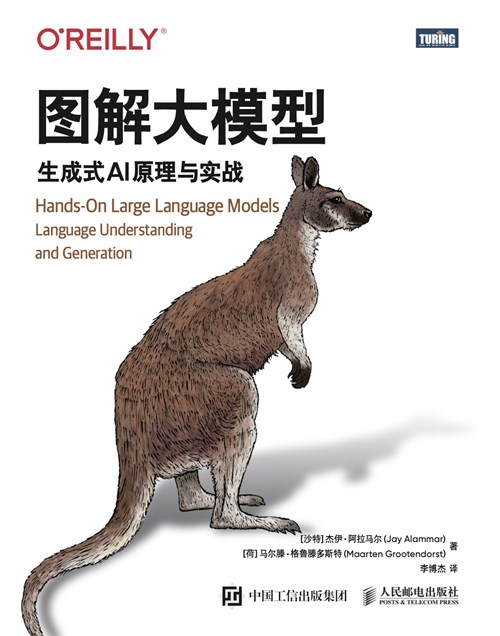 O'REILLY®
TURING
图解大模型
生成式AI原理与实战
Hands-On Large Language Models
Language Understanding
and Generation
[沙特] 杰伊·阿拉马尔 (Jay Alammar)
[荷] 马尔滕·格鲁滕多斯特 (Maarten Grootendorst) 著
李博杰 译
中国工信出版集团
人民邮电出版社
POSTS & TELECOM PRESS